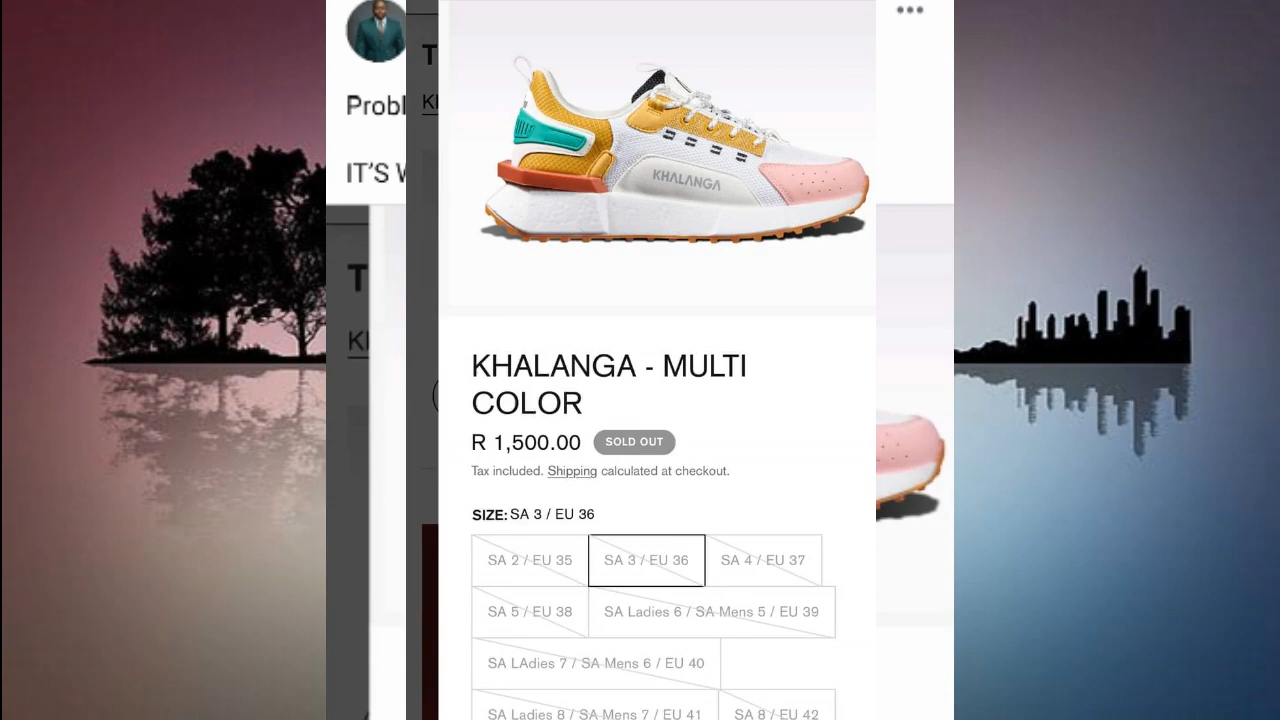 Probl
IT'S W
T
KI
T
KI
KHALANGA
KHALANGA - MULTI
COLOR
R 1,500.00 SOLD OUT
Tax included. Shipping calculated at checkout.
SIZE: SA 3 / EU 36
SA 2 / EU 35 SA 3 / EU 36 SA 4 / EU 37
SA 5 / EU 38 SA Ladies 6 / SA Mens 5 / EU 39
SA LAdies 7 / SA Mens 6 / EU 40
SA Ladies 8 / SA Mens 7 / EU 41 SA 8 / EU 42